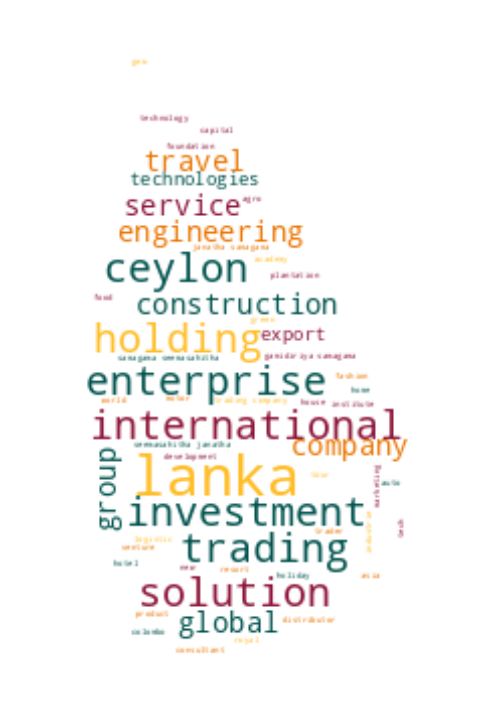 gem
technology
capital
foundation
travel
technologies
service agro
engineering
janatha samagama
academy
ceylon
plantation
food
construction
green
holding export
samagama seemasahitha gamidiriya samagama
enterprise fashion
home
world motor trading company house institute
international
seemasahitha janatha company
development
group lanka tour marketing auto
investment industries tech
trader
trading logistic
venture
hotel new resort holiday asia
solution
product
global distributor
colombo
royal
consultant